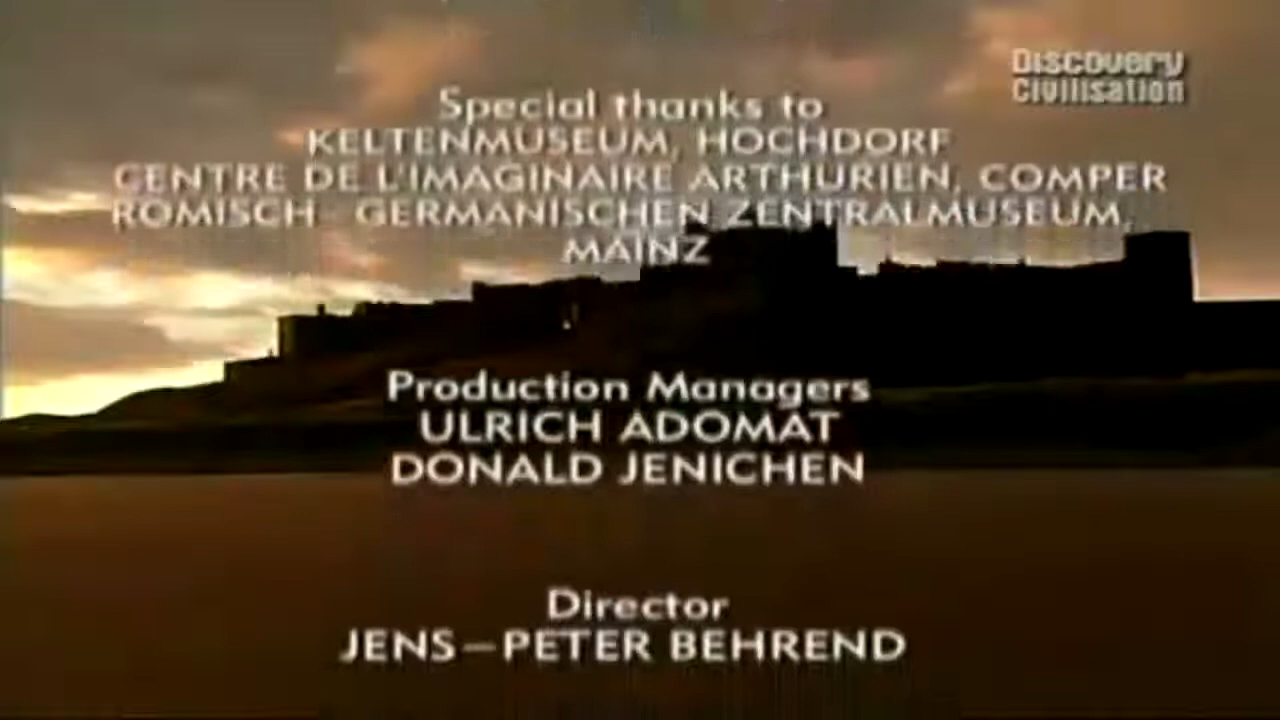 Discovery
Civilisation
Special thanks to
KELTENMUSEUM, HOCHDORF
CENTRE DE L'IMAGINAIRE ARTHURIEN, COMPER
ROMISCH - GERMANISCHEN ZENTRALMUSEUM,
MAINZ
Production Managers
ULRICH ADOMAT
DONALD JENICHEN
Director
JENS-PETER BEHREND